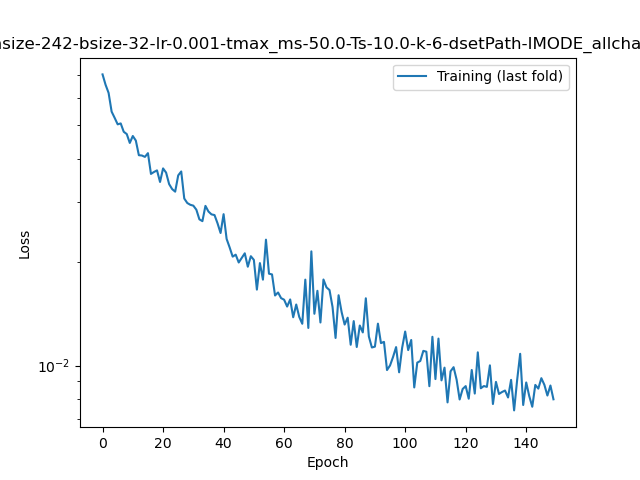 size-242-bsize-32-lr-0.001-tmax_ms-50.0-Ts-10.0-k-6-dsetPath-IMODE_allcha
Training (last fold)
Loss
10⁻²
0 20 40 60 80 100 120 140
Epoch